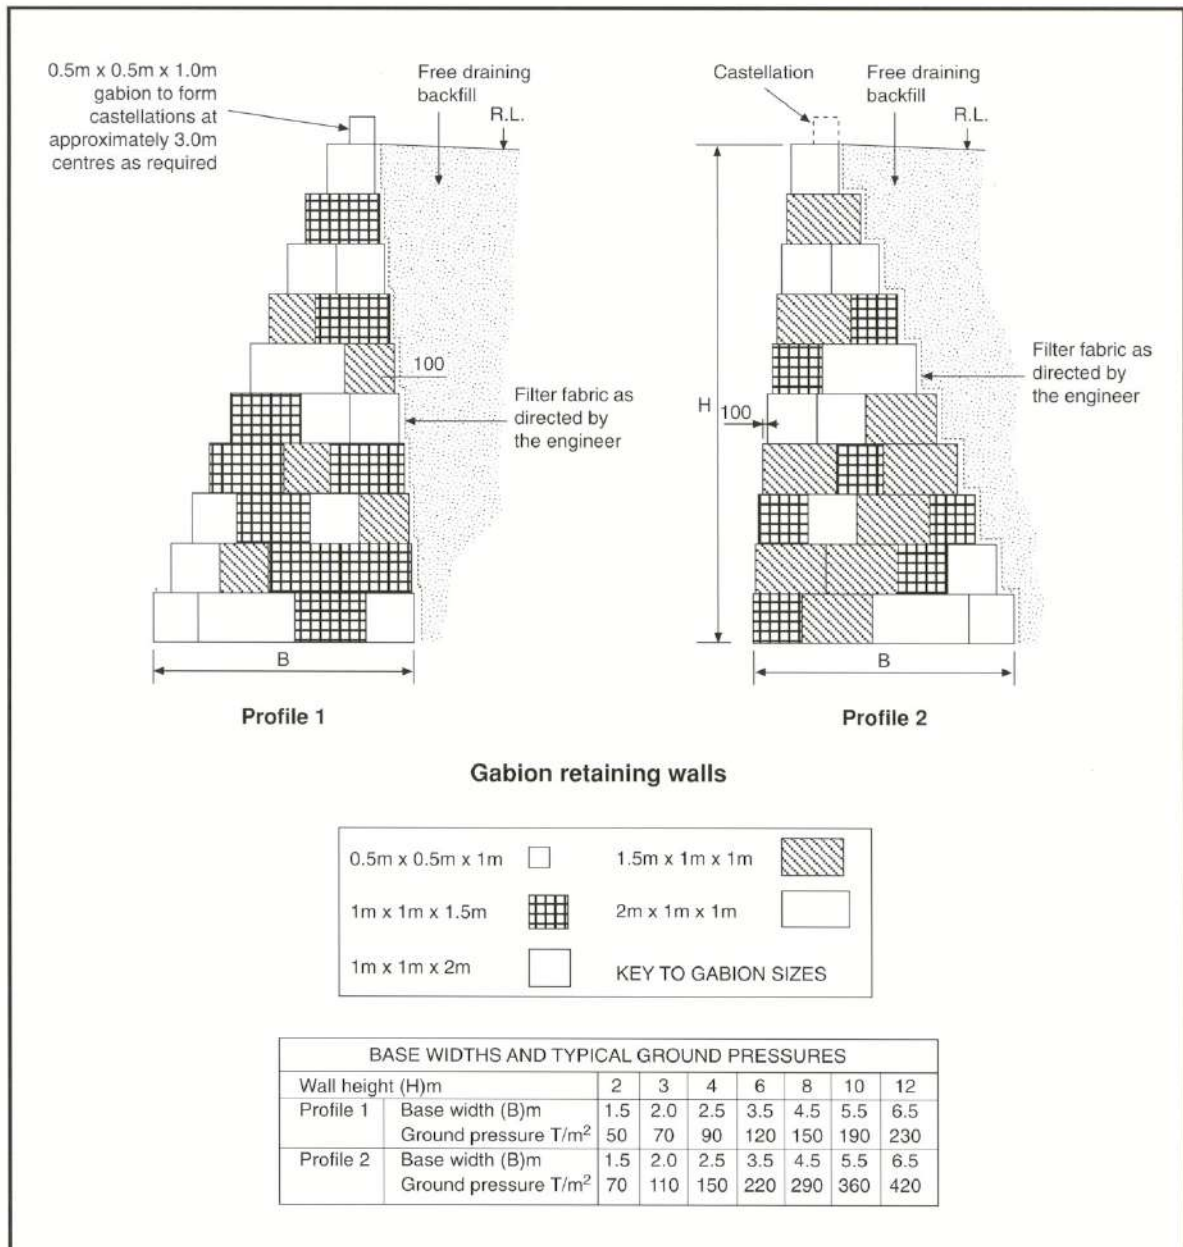 0.5m x 0.5m x 1.0m
gabion to form
castellations at
approximately 3.0m
centres as required
Free draining
backfill
R.L.
100
Filter fabric as
directed by
the engineer
B
Profile 1
Castellation
Free draining
backfill
R.L.
H
100
Filter fabric as
directed by
the engineer
B
Profile 2
Gabion retaining walls
0.5m x 0.5m x 1m
1.5m x 1m x 1m
1m x 1m x 1.5m
2m x 1m x 1m
1m x 1m x 2m
KEY TO GABION SIZES
BASE WIDTHS AND TYPICAL GROUND PRESSURES
Wall height (H)m 2 3 4 6 8 10 12
Profile 1 Base width (B)m 1.5 2.0 2.5 3.5 4.5 5.5 6.5
Ground pressure T/m² 50 70 90 120 150 190 230
Profile 2 Base width (B)m 1.5 2.0 2.5 3.5 4.5 5.5 6.5
Ground pressure T/m² 70 110 150 220 290 360 420